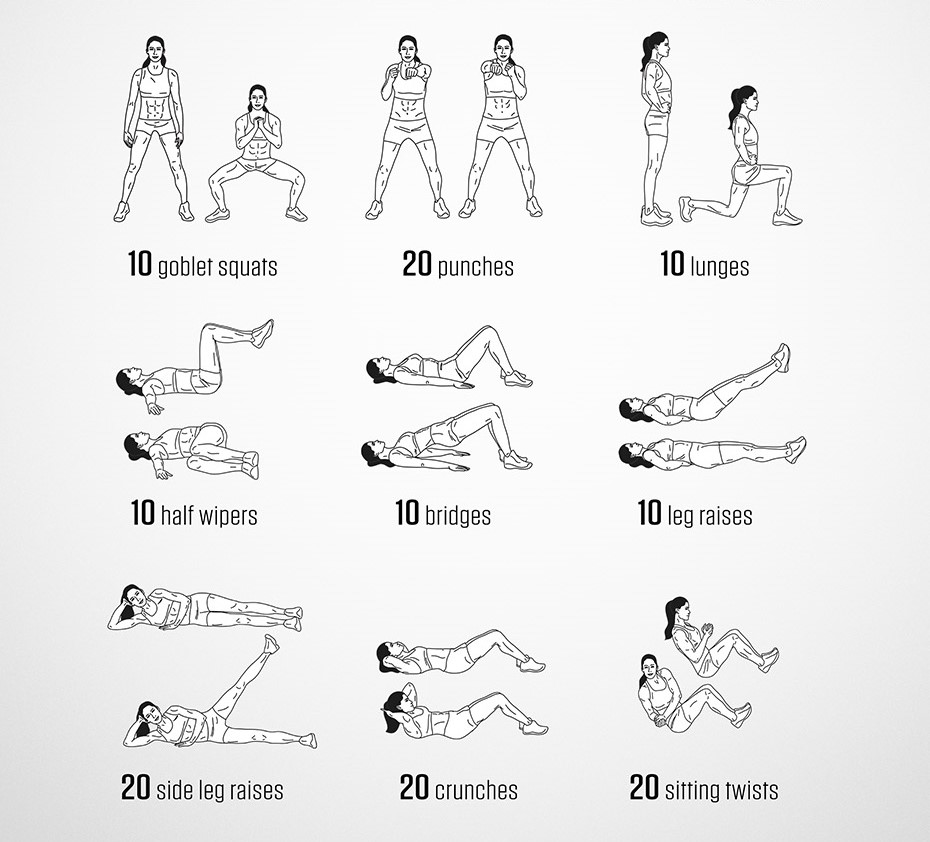 10 goblet squats
20 punches
10 lunges
10 half wipers
10 bridges
10 leg raises
20 side leg raises
20 crunches
20 sitting twists